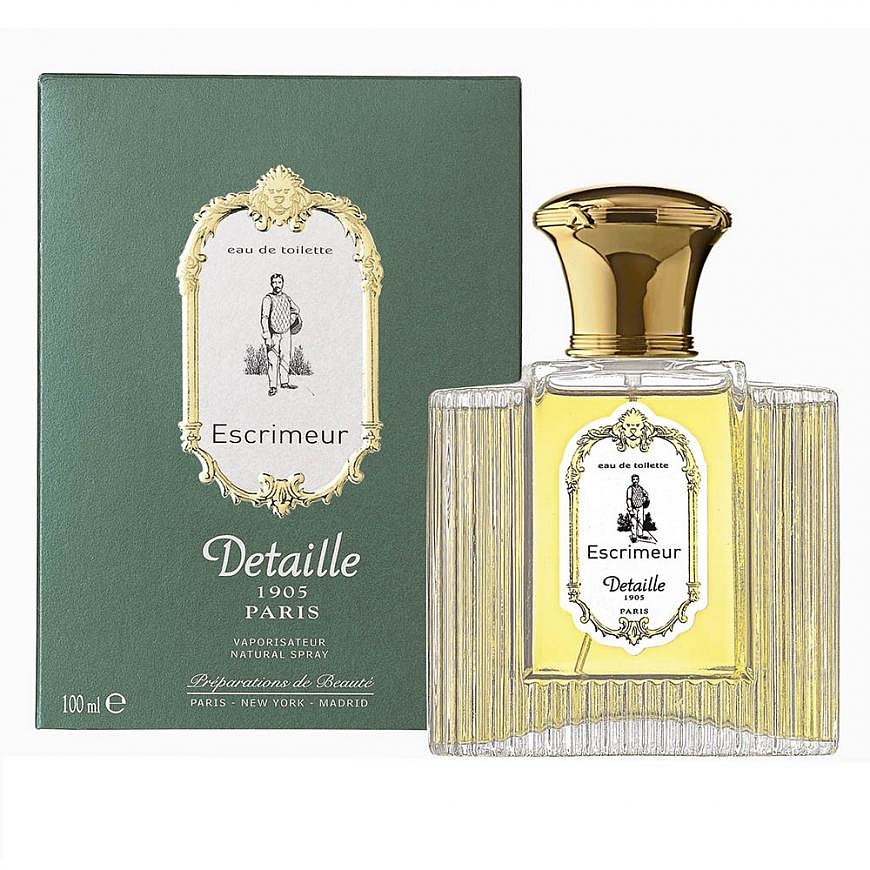 eau de toilette
Escrimeur
Detaille
1905
PARIS
VAPORISATEUR
NATURAL SPRAY
Préparations de Beauté
PARIS - NEW YORK - MADRID
100 ml e
eau de toilette
Escrimeur
Detaille
1905
PARIS